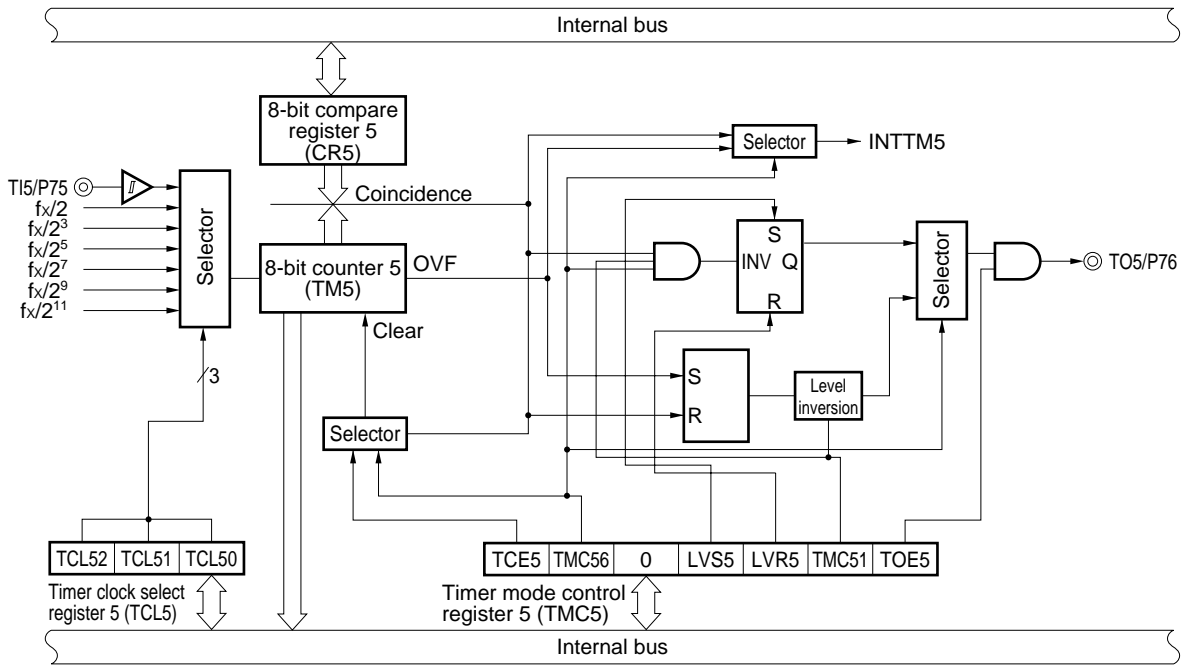 Internal bus
8-bit compare
register 5
(CR5)
Selector
INTTM5
TI5/P75
Coincidence
fx/2
fx/2³
fx/2⁵
fx/2⁷
fx/2⁹
fx/2¹¹
Selector
8-bit counter 5
(TM5)
OVF
S
INV Q
R
Selector
TO5/P76
Clear
3
S
R
Level
inversion
Selector
TCL52 TCL51 TCL50
TCE5 TMC56 0 LVS5 LVR5 TMC51 TOE5
Timer clock select
register 5 (TCL5)
Timer mode control
register 5 (TMC5)
Internal bus